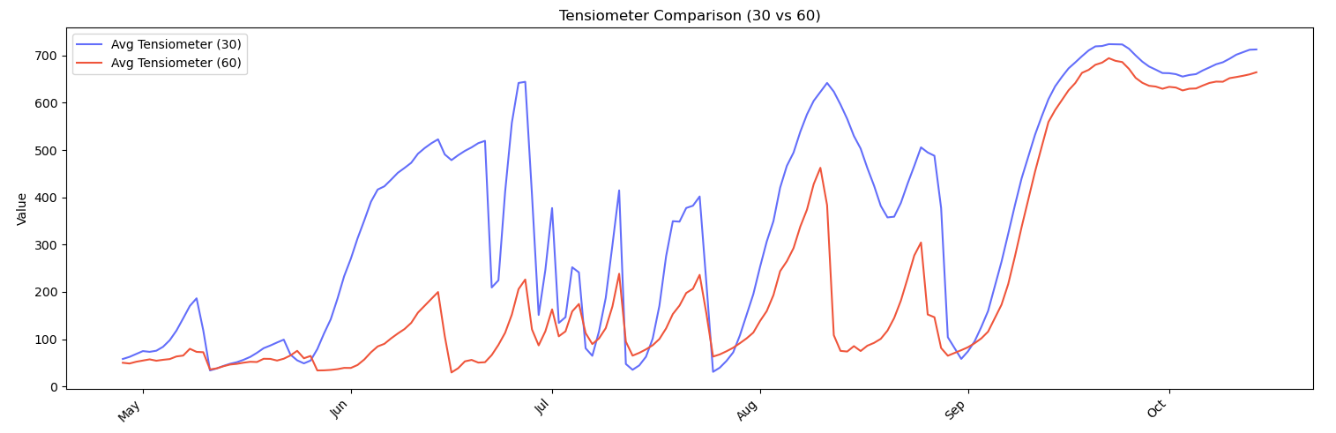 Tensiometer Comparison (30 vs 60)
Avg Tensiometer (30)
Avg Tensiometer (60)
Value
700
600
500
400
300
200
100
0
May
Jun
Jul
Aug
Sep
Oct